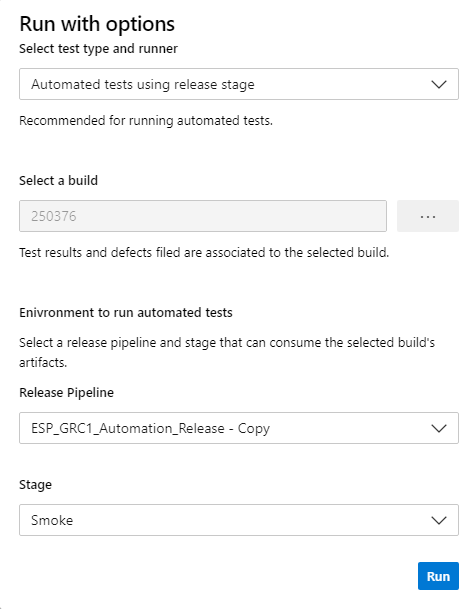 Run with options
Select test type and runner
Automated tests using release stage
Recommended for running automated tests.
Select a build
250376
...
Test results and defects filed are associated to the selected build.
Enivronment to run automated tests
Select a release pipeline and stage that can consume the selected build's
artifacts.
Release Pipeline
ESP_GRC1_Automation_Release - Copy
Stage
Smoke
Run